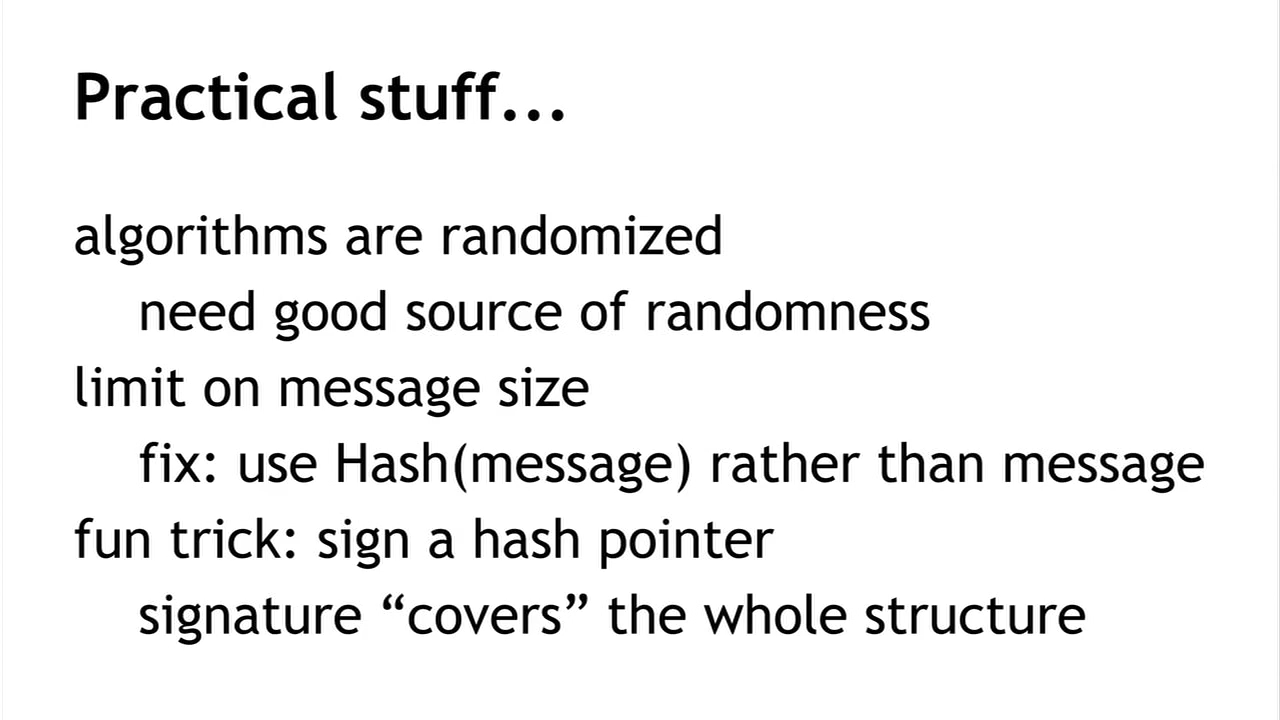 Practical stuff...
algorithms are randomized
need good source of randomness
limit on message size
fix: use Hash(message) rather than message
fun trick: sign a hash pointer
signature “covers” the whole structure